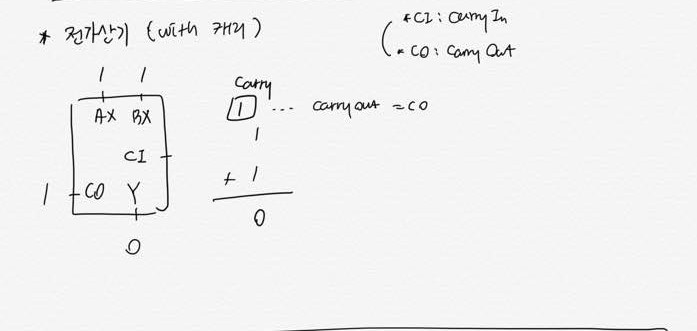 * 전가산기 (with 캐리)
* CI : Carry In
* CO : Carry Out
1 1
AX BX
CI
1 CO Y
0
Carry
1 ... carry out = CO
1
+ 1
0